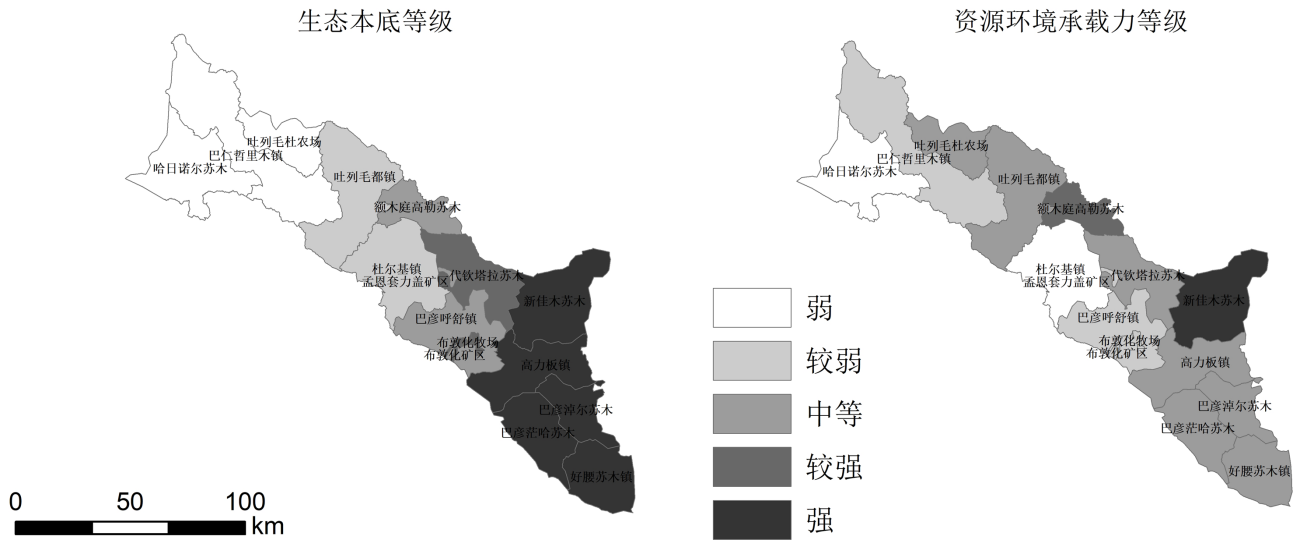 生态本底等级
资源环境承载力等级
吐列毛杜农场
巴仁哲里木镇
哈日诺尔苏木
吐列毛都镇
额木庭高勒苏木
杜尔基镇
孟恩套力盖矿区
代钦塔拉苏木
新佳木苏木
巴彦呼舒镇
布敦化牧场
布敦化矿区
高力板镇
巴彦淖尔苏木
巴彦茫哈苏木
好腰苏木镇
吐列毛杜农场
巴仁哲里木镇
哈日诺尔苏木
吐列毛都镇
额木庭高勒苏木
杜尔基镇
孟恩套力盖矿区
代钦塔拉苏木
新佳木苏木
巴彦呼舒镇
布敦化牧场
布敦化矿区
高力板镇
巴彦淖尔苏木
巴彦茫哈苏木
好腰苏木镇
弱
较弱
中等
较强
强
0 50 100
km